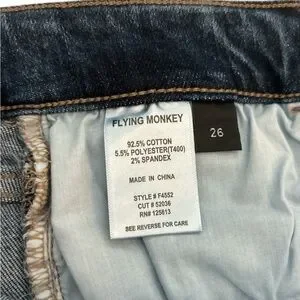 FLYING MONKEY
26
92.5% COTTON
5.5% POLYESTER(T400)
2% SPANDEX
MADE IN CHINA
STYLE # F4552
CUT # 52036
RN# 125813
SEE REVERSE FOR CARE